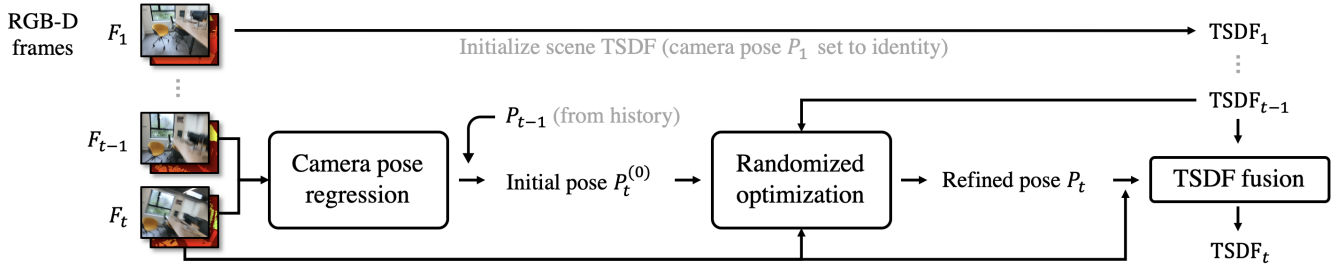 RGB-D
frames
F₁
Initialize scene TSDF (camera pose P₁ set to identity)
TSDF₁
⋮
⋮
TSDFₜ₋₁
Pₜ₋₁ (from history)
Fₜ₋₁
Camera pose
regression
Initial pose Pₜ⁽⁰⁾
Randomized
optimization
Refined pose Pₜ
TSDF fusion
Fₜ
TSDFₜ